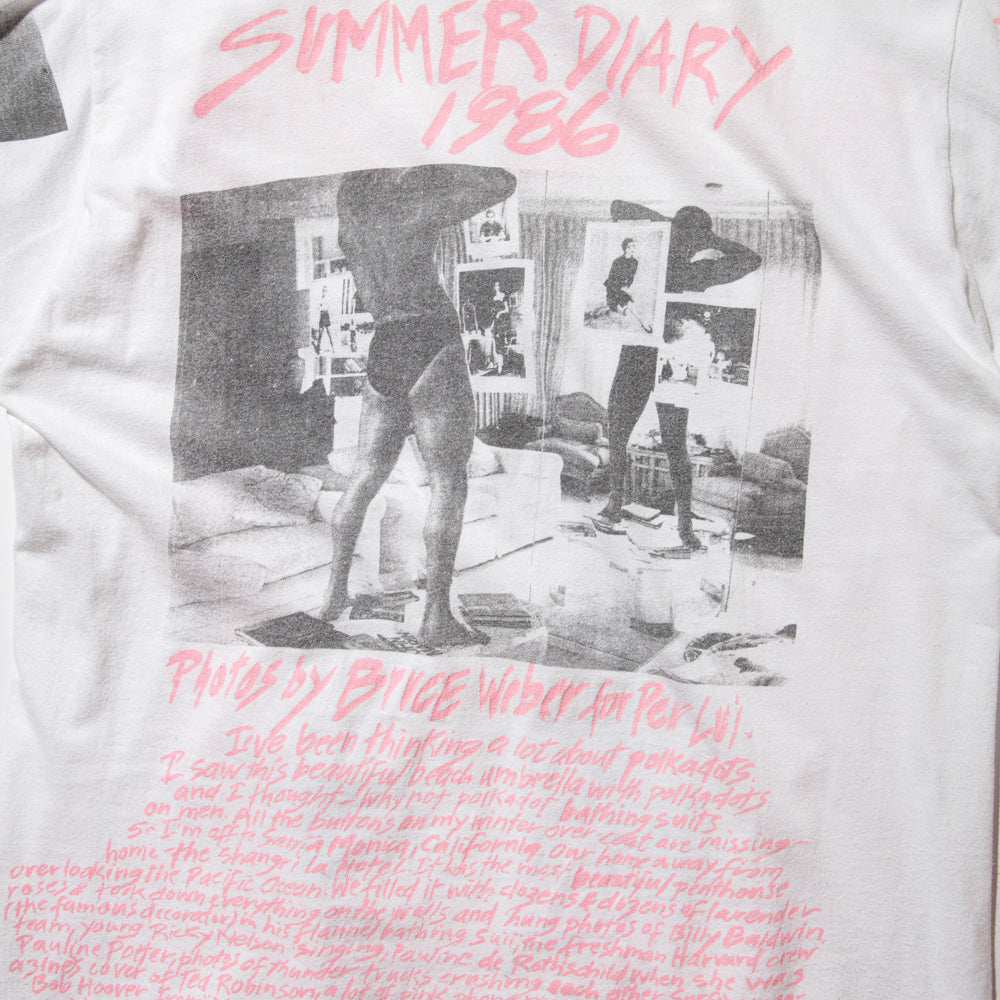 SUMMER DIARY
1986
Photos by BRUCE Weber for Per Lui.
I've been thinking a lot about polkadots.
I saw this beautiful beach umbrella with polkadots
and I thought - why not polkadot bathing suits
on men. All the buttons on my winter over coat are missing -
So I'm off to Santa Monica, California, our home away from
home - the Shangri la Hotel. It has the most beautiful penthouse
overlooking the Pacific Ocean. We filled it with dozens & dozens of lavender
roses & took down everything on the walls and hung photos of Billy Baldwin,
(the famous decorator) in his flannel bathing suit, the freshman Harvard crew
team, young Ricky Nelson singing, Pauline de Rothschild when she was
Pauline Potter, photos of thunder trucks crashing each other
azines cover of Ted Robinson, a lot of pink
Bob Hoover